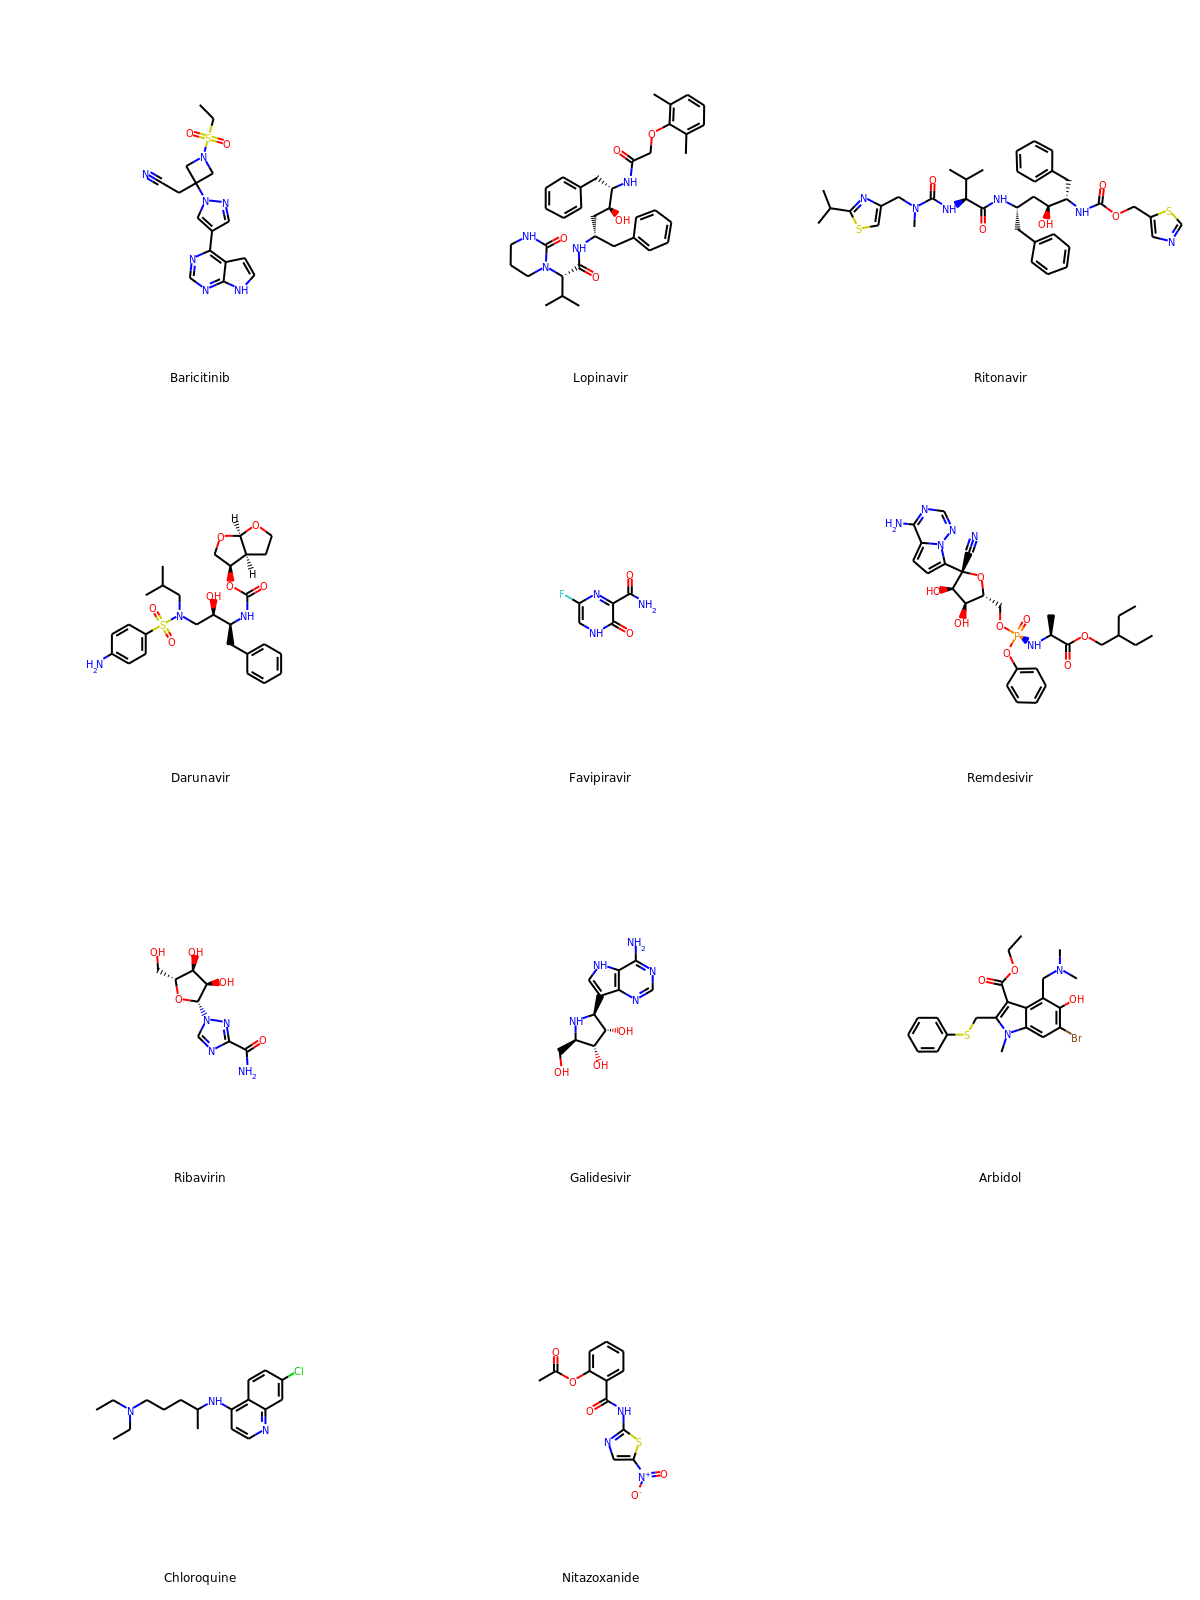 Baricitinib
Lopinavir
Ritonavir
Darunavir
Favipiravir
Remdesivir
Ribavirin
Galidesivir
Arbidol
Chloroquine
Nitazoxanide